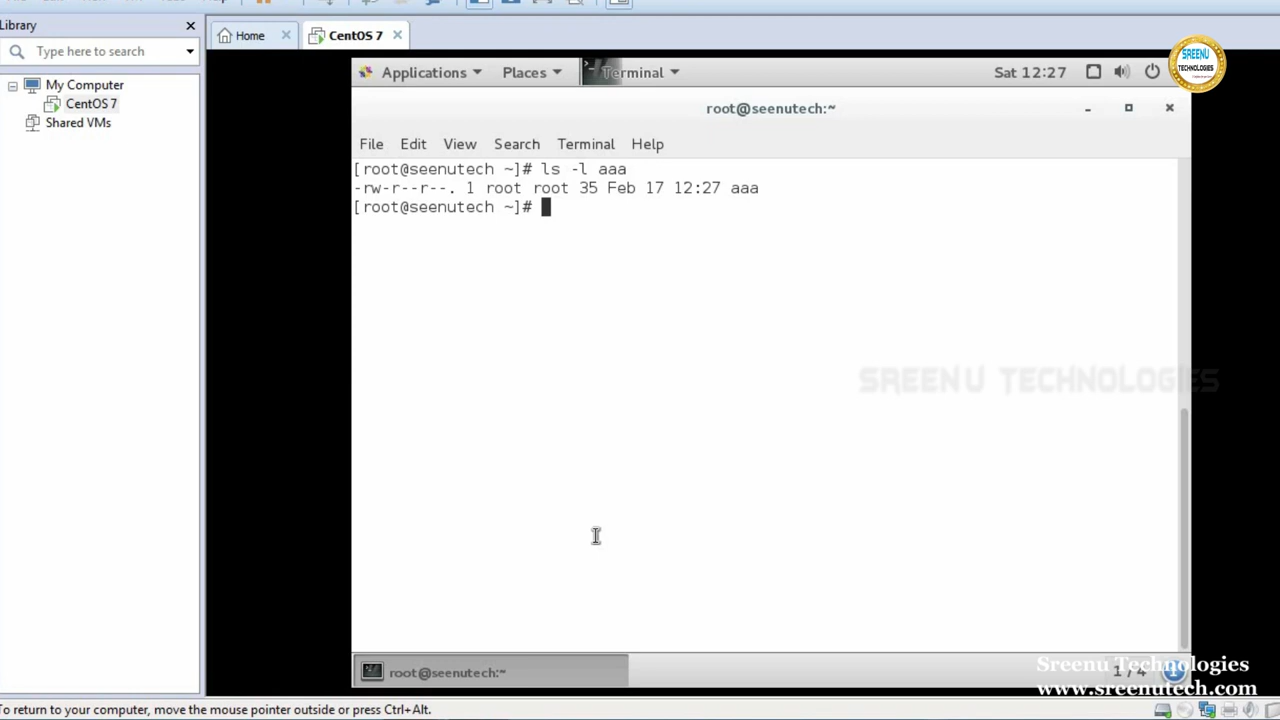 Library
Home
CentOS 7
Type here to search
My Computer
CentOS 7
Shared VMs
Applications
Places
Terminal
Sat 12:27
SREENU
TECHNOLOGIES
root@seenutech:~
File Edit View Search Terminal Help
[root@seenutech ~]# ls -l aaa
-rw-r--r--. 1 root root 35 Feb 17 12:27 aaa
[root@seenutech ~]#
SREENU TECHNOLOGIES
root@seenutech:~
1 / 4
Sreenu Technologies
www.sreenutech.com
To return to your computer, move the mouse pointer outside or press Ctrl+Alt.